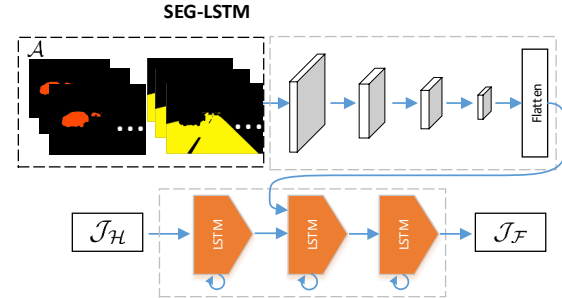 SEG-LSTM
𝒜
Flatten
𝒥_ℋ
LSTM
LSTM
LSTM
𝒥_ℱ